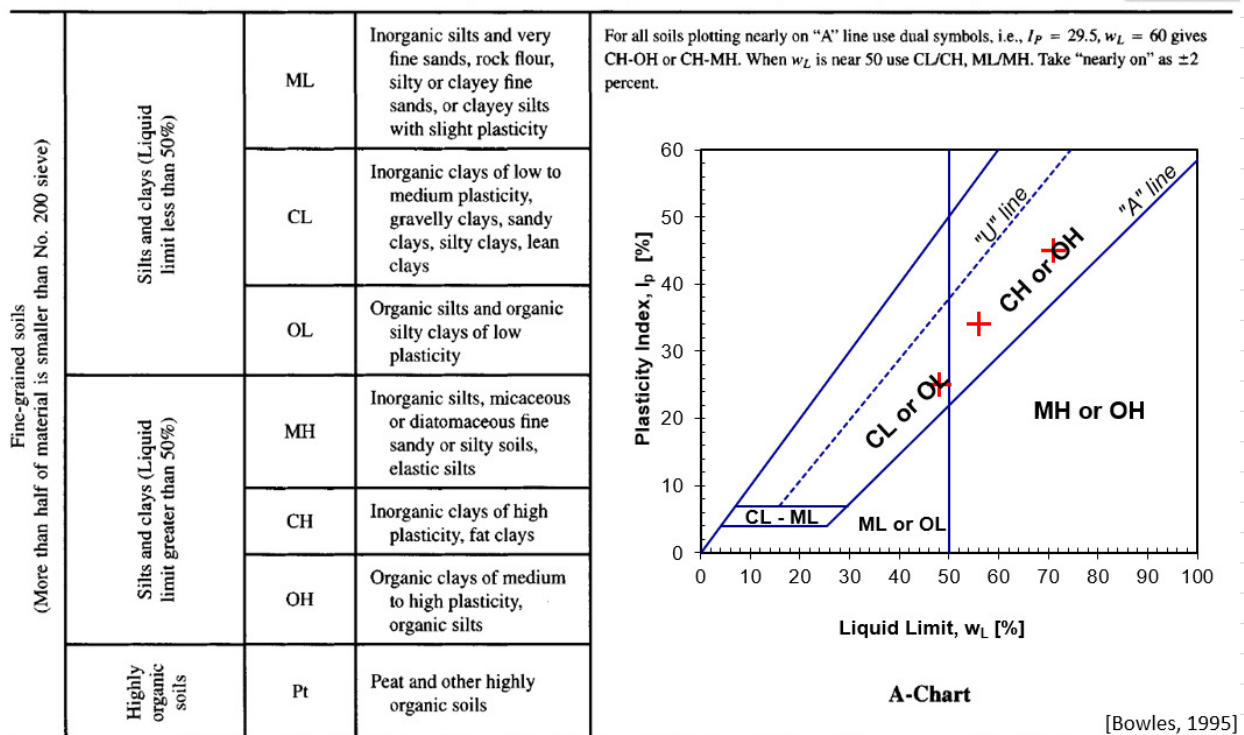 Fine-grained soils
(More than half of material is smaller than No. 200 sieve)
Silts and clays (Liquid
limit less than 50%)
ML
Inorganic silts and very
fine sands, rock flour,
silty or clayey fine
sands, or clayey silts
with slight plasticity
CL
Inorganic clays of low to
medium plasticity,
gravelly clays, sandy
clays, silty clays, lean
clays
OL
Organic silts and organic
silty clays of low
plasticity
Silts and clays (Liquid
limit greater than 50%)
MH
Inorganic silts, micaceous
or diatomaceous fine
sandy or silty soils,
elastic silts
CH
Inorganic clays of high
plasticity, fat clays
OH
Organic clays of medium
to high plasticity,
organic silts
Highly
organic
soils
Pt
Peat and other highly
organic soils
For all soils plotting nearly on “A” line use dual symbols, i.e., I_P = 29.5, w_L = 60 gives
CH-OH or CH-MH. When w_L is near 50 use CL/CH, ML/MH. Take “nearly on” as ±2
percent.
60
50
40
30
20
10
0
Plasticity Index, I_p [%]
"U" line
"A" line
CH or OH
CL or OL
MH or OH
CL - ML
ML or OL
0 10 20 30 40 50 60 70 80 90 100
Liquid Limit, w_L [%]
A-Chart
[Bowles, 1995]